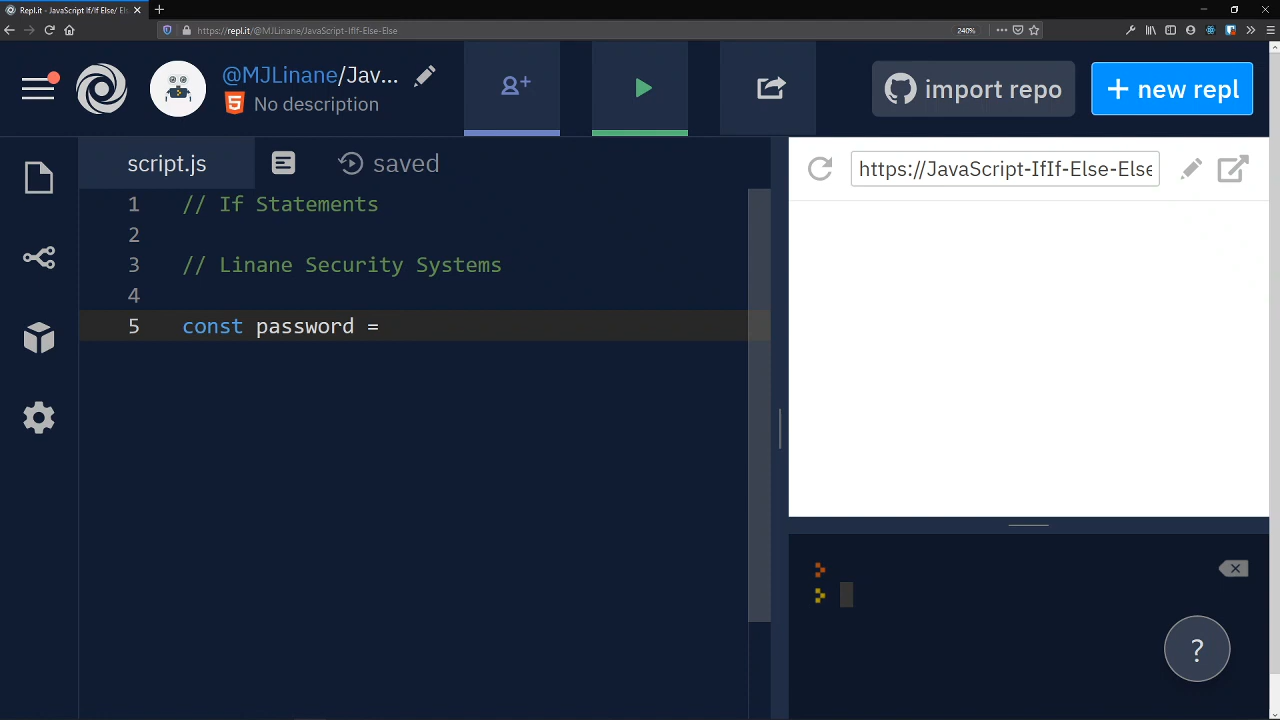 Repl.it - JavaScript If/If Else/ El
https://repl.it/@MJLinane/JavaScript-IfIf-Else-Else
240%
@MJLinane/Jav...
No description
import repo
+ new repl
script.js
saved
https://JavaScript-IfIf-Else-Else
1 // If Statements
2
3 // Linane Security Systems
4
5 const password =
?